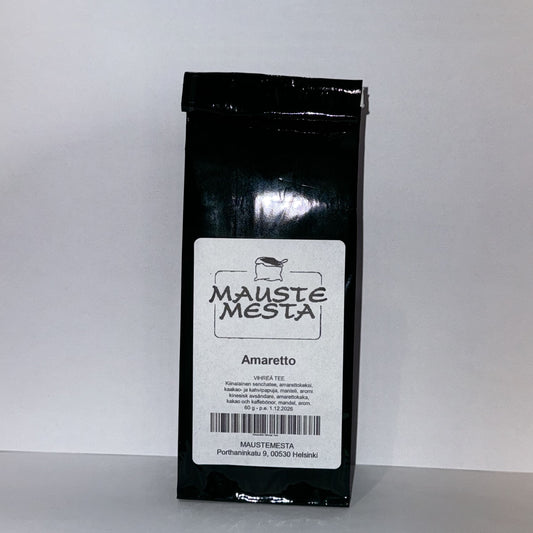 MAUSTE
MESTA
Amaretto
VIHREÄ TEE
Kiinalainen senchatee, amarettokeksi,
kaakao- ja kahvipapuja, manteli, aromi
kinesisk avsändare, amarettokaka,
kakao och kaffebönor, mandel, arom.
60 g - p.e. 1.12.2026
MAUSTEMESTA
Porthaninkatu 9, 00530 Helsinki